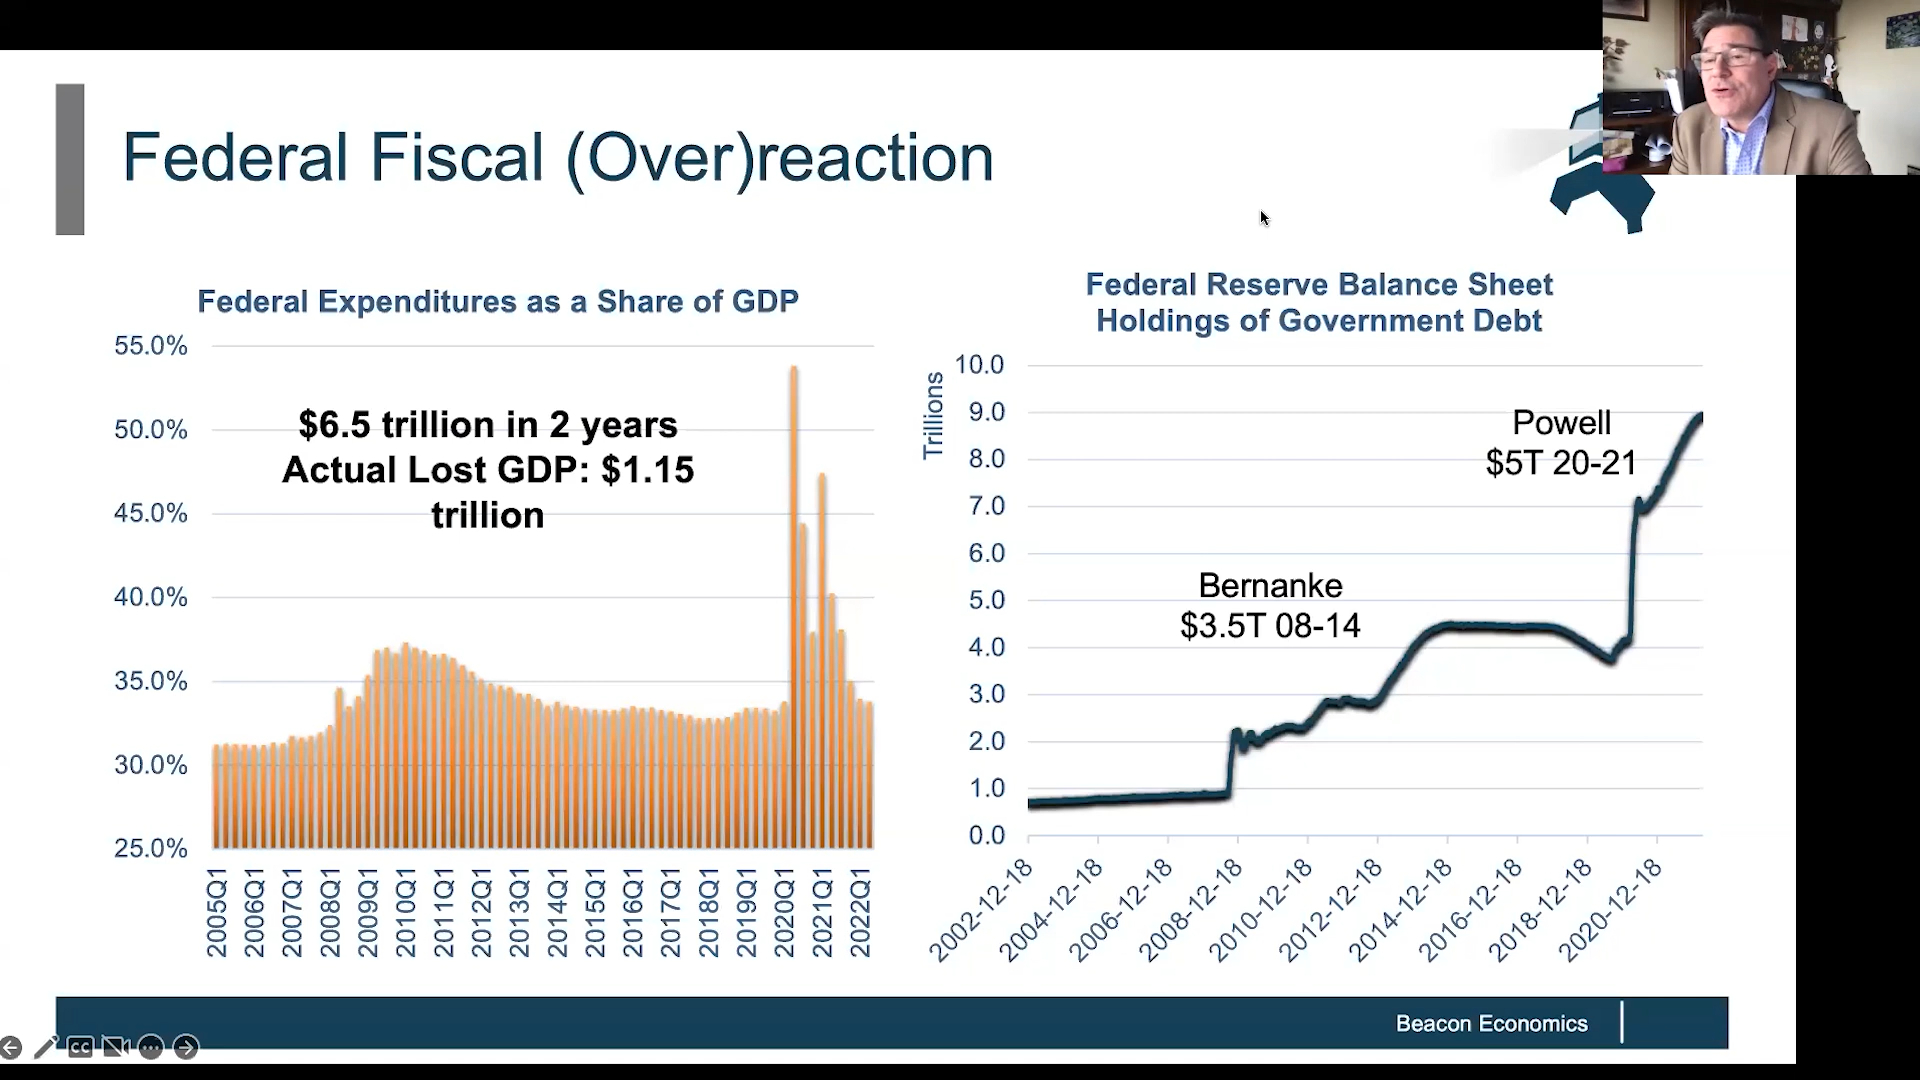 Federal Fiscal (Over)reaction
Federal Expenditures as a Share of GDP
55.0%
50.0%
45.0%
40.0%
35.0%
30.0%
25.0%
$6.5 trillion in 2 years
Actual Lost GDP: $1.15
trillion
2005Q1
2006Q1
2007Q1
2008Q1
2009Q1
2010Q1
2011Q1
2012Q1
2013Q1
2014Q1
2015Q1
2016Q1
2017Q1
2018Q1
2019Q1
2020Q1
2021Q1
2022Q1
Federal Reserve Balance Sheet
Holdings of Government Debt
Trillions
10.0
9.0
8.0
7.0
6.0
5.0
4.0
3.0
2.0
1.0
0.0
Powell
$5T 20-21
Bernanke
$3.5T 08-14
2002-12-18
2004-12-18
2006-12-18
2008-12-18
2010-12-18
2012-12-18
2014-12-18
2016-12-18
2018-12-18
2020-12-18
Beacon Economics
CC